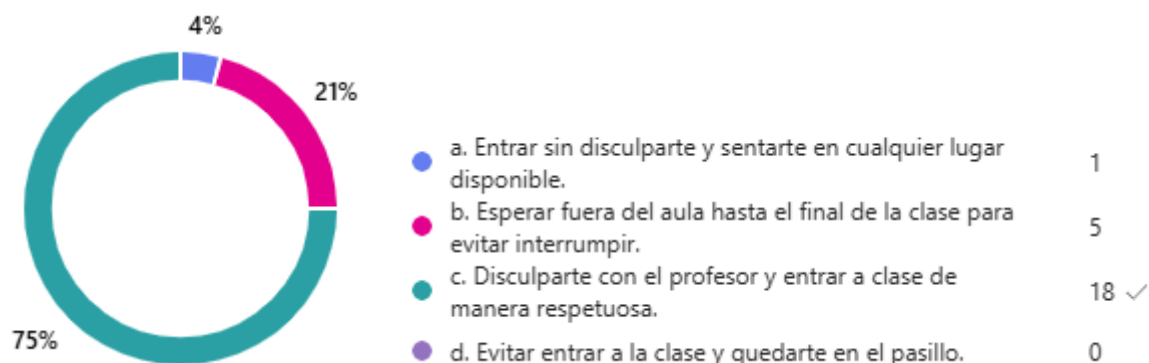 4%
21%
75%
a. Entrar sin disculparte y sentarte en cualquier lugar
disponible.
1
b. Esperar fuera del aula hasta el final de la clase para
evitar interrumpir.
5
c. Disculparte con el profesor y entrar a clase de
manera respetuosa.
18 ✓
d. Evitar entrar a la clase y quedarte en el pasillo.
0